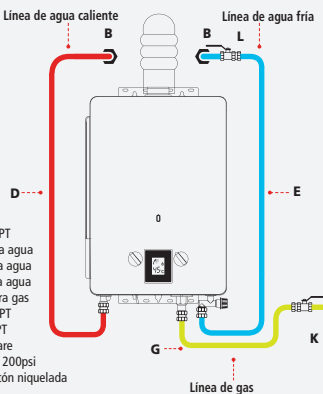 Línea de agua caliente
Línea de agua fría
B
B
L
D
E
0
45°C
PT
a agua
a agua
a agua
ra gas
PT
PT
are
200psi
tón niquelada
G
K
Línea de gas